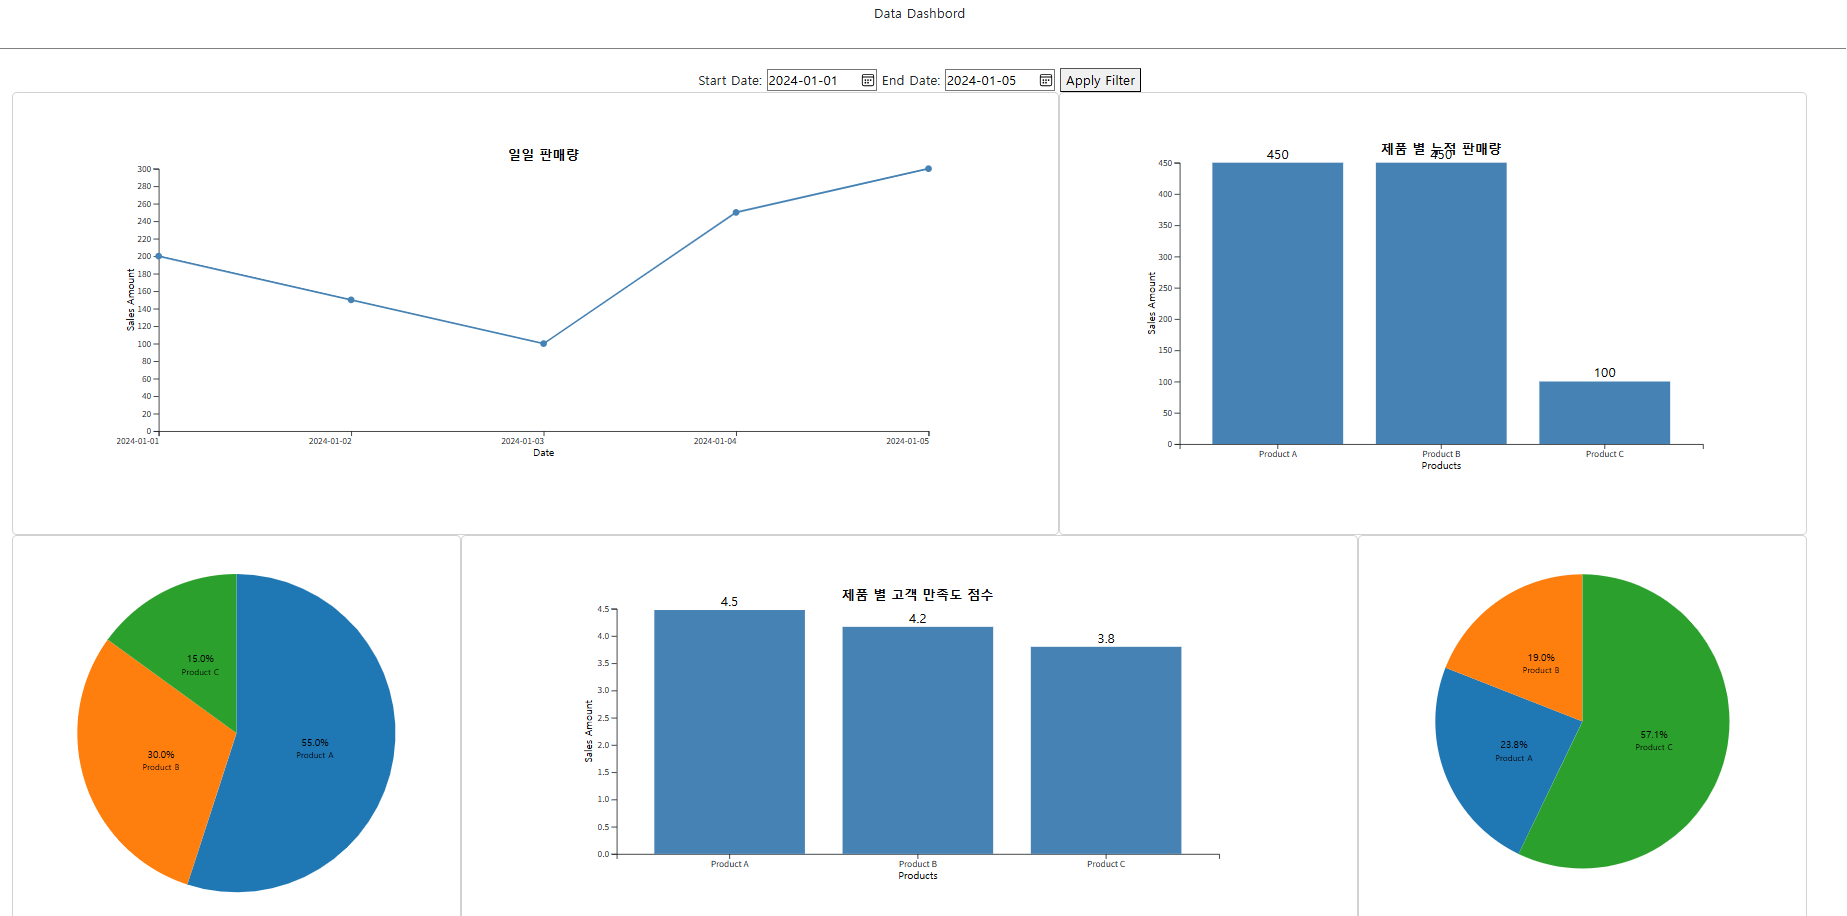 Data Dashbord
Start Date: 2024-01-01 End Date: 2024-01-05 Apply Filter
일일 판매량
300
280
260
240
220
200
180
160
140
120
100
80
60
40
20
0
Sales Amount
2024-01-01 2024-01-02 2024-01-03 2024-01-04 2024-01-05
Date
제품 별 누적 판매량
450 450 100
450
400
350
300
250
200
150
100
50
0
Sales Amount
Product A Product B Product C
Products
15.0%
Product C
55.0%
Product A
30.0%
Product B
제품 별 고객 만족도 점수
4.5 4.2 3.8
4.5
4.0
3.5
3.0
2.5
2.0
1.5
1.0
0.5
0.0
Sales Amount
Product A Product B Product C
Products
19.0%
Product B
57.1%
Product C
23.8%
Product A